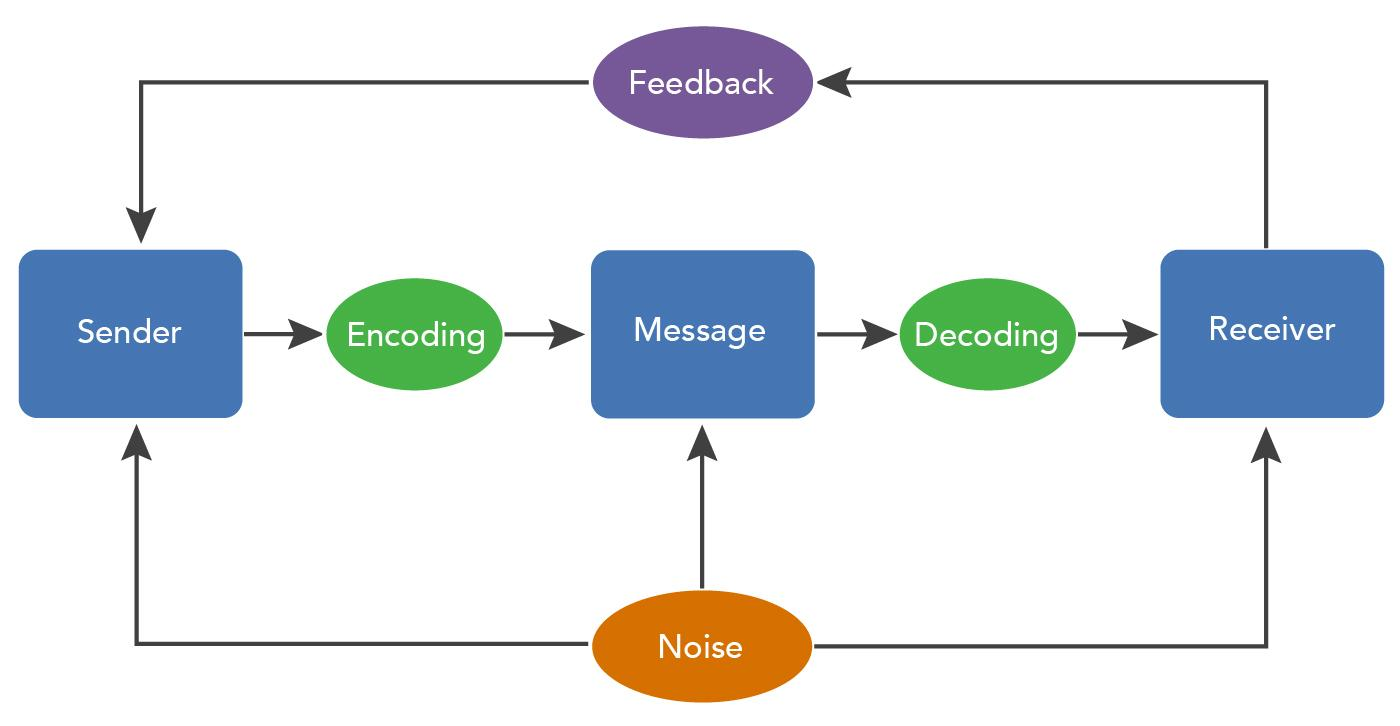 Feedback
Sender
Encoding
Message
Decoding
Receiver
Noise